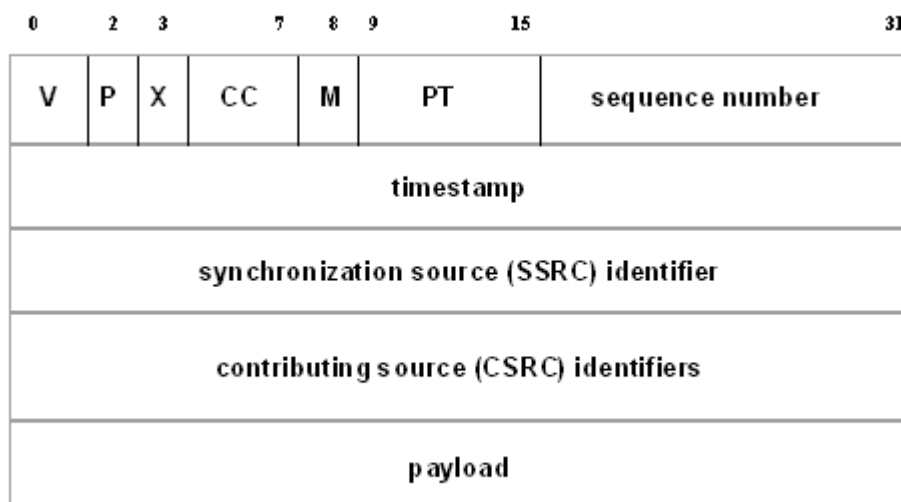 0 2 3 7 8 9 15 31
V P X CC M PT sequence number
timestamp
synchronization source (SSRC) identifier
contributing source (CSRC) identifiers
payload